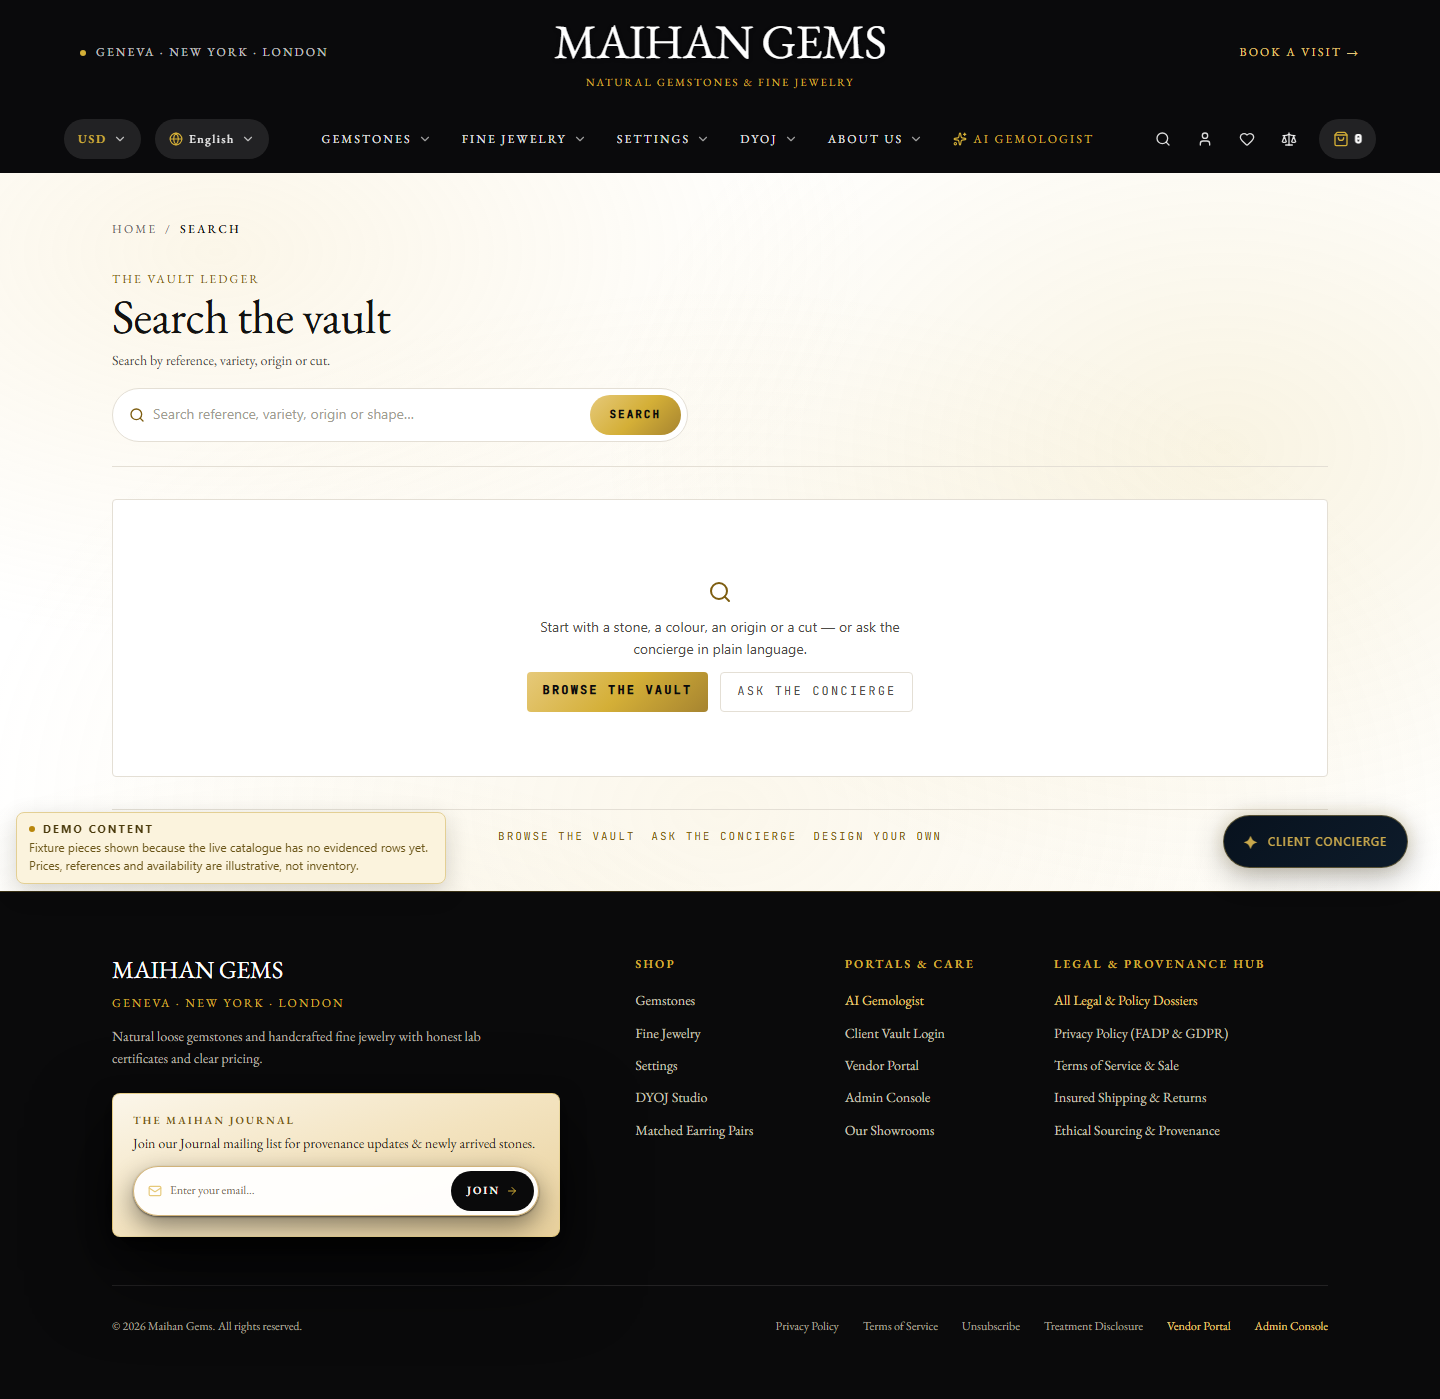 GENEVA · NEW YORK · LONDON
MAIHAN GEMS
NATURAL GEMSTONES & FINE JEWELRY
BOOK A VISIT →
USD
English
GEMSTONES
FINE JEWELRY
SETTINGS
DYOJ
ABOUT US
AI GEMOLOGIST
0
HOME / SEARCH
THE VAULT LEDGER
Search the vault
Search by reference, variety, origin or cut.
Search reference, variety, origin or shape...
SEARCH
Start with a stone, a colour, an origin or a cut — or ask the
concierge in plain language.
BROWSE THE VAULT
ASK THE CONCIERGE
DEMO CONTENT
Fixture pieces shown because the live catalogue has no evidenced rows yet.
Prices, references and availability are illustrative, not inventory.
BROWSE THE VAULT
ASK THE CONCIERGE
DESIGN YOUR OWN
CLIENT CONCIERGE
MAIHAN GEMS
GENEVA · NEW YORK · LONDON
Natural loose gemstones and handcrafted fine jewelry with honest lab
certificates and clear pricing.
THE MAIHAN JOURNAL
Join our Journal mailing list for provenance updates & newly arrived stones.
Enter your email...
JOIN →
SHOP
Gemstones
Fine Jewelry
Settings
DYOJ Studio
Matched Earring Pairs
PORTALS & CARE
AI Gemologist
Client Vault Login
Vendor Portal
Admin Console
Our Showrooms
LEGAL & PROVENANCE HUB
All Legal & Policy Dossiers
Privacy Policy (FADP & GDPR)
Terms of Service & Sale
Insured Shipping & Returns
Ethical Sourcing & Provenance
© 2026 Maihan Gems. All rights reserved.
Privacy Policy
Terms of Service
Unsubscribe
Treatment Disclosure
Vendor Portal
Admin Console